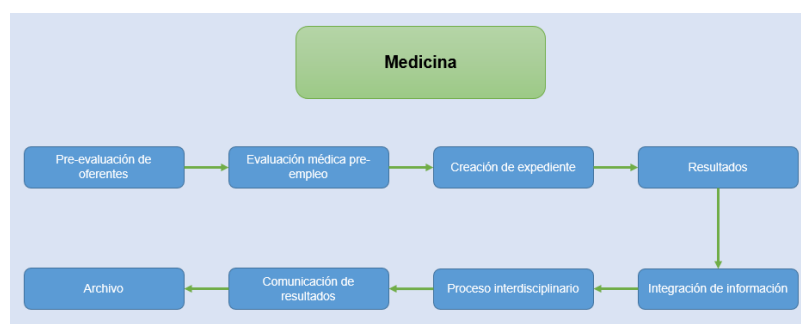 Medicina
Pre-evaluación de
oferentes
Evaluación médica pre-
empleo
Creación de expediente
Resultados
Archivo
Comunicación de
resultados
Proceso interdisciplinario
Integración de información